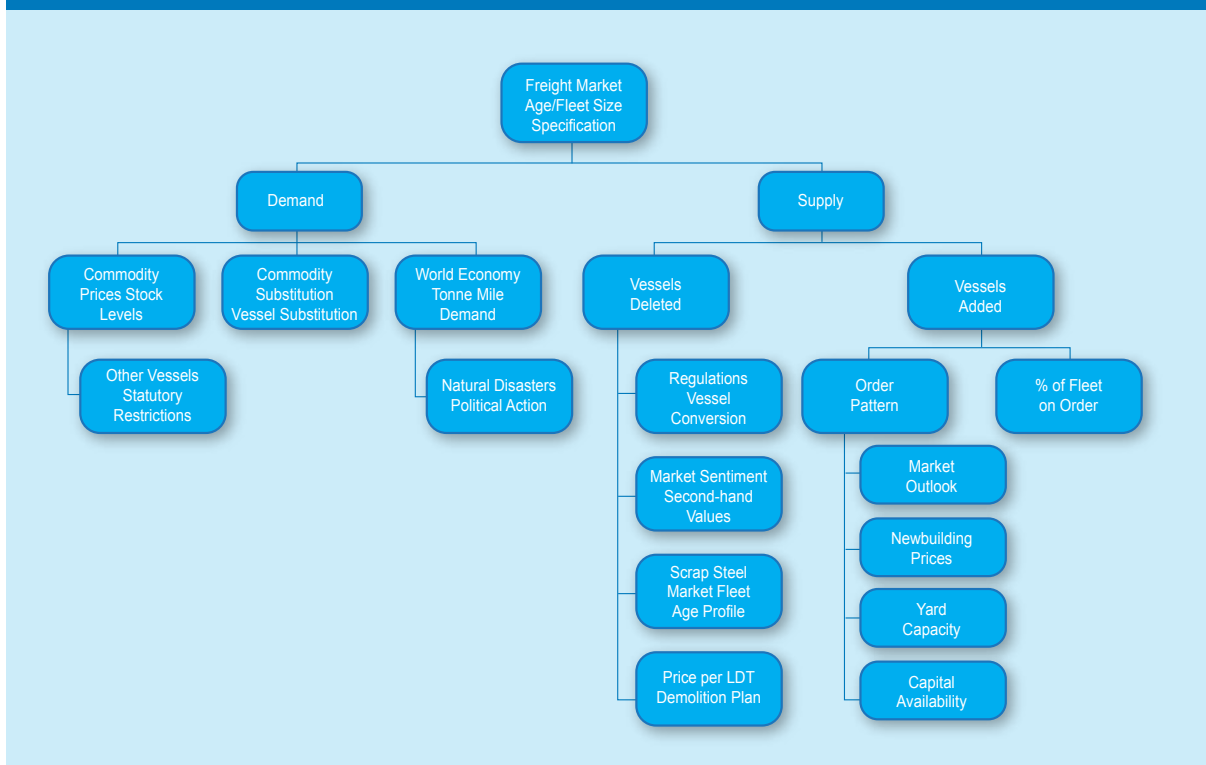 Freight Market
Age/Fleet Size
Specification
Demand
Supply
Commodity
Prices Stock
Levels
Commodity
Substitution
Vessel Substitution
World Economy
Tonne Mile
Demand
Vessels
Deleted
Vessels
Added
Other Vessels
Statutory
Restrictions
Natural Disasters
Political Action
Regulations
Vessel
Conversion
Order
Pattern
% of Fleet
on Order
Market Sentiment
Second-hand
Values
Market
Outlook
Newbuilding
Prices
Scrap Steel
Market Fleet
Age Profile
Yard
Capacity
Price per LDT
Demolition Plan
Capital
Availability